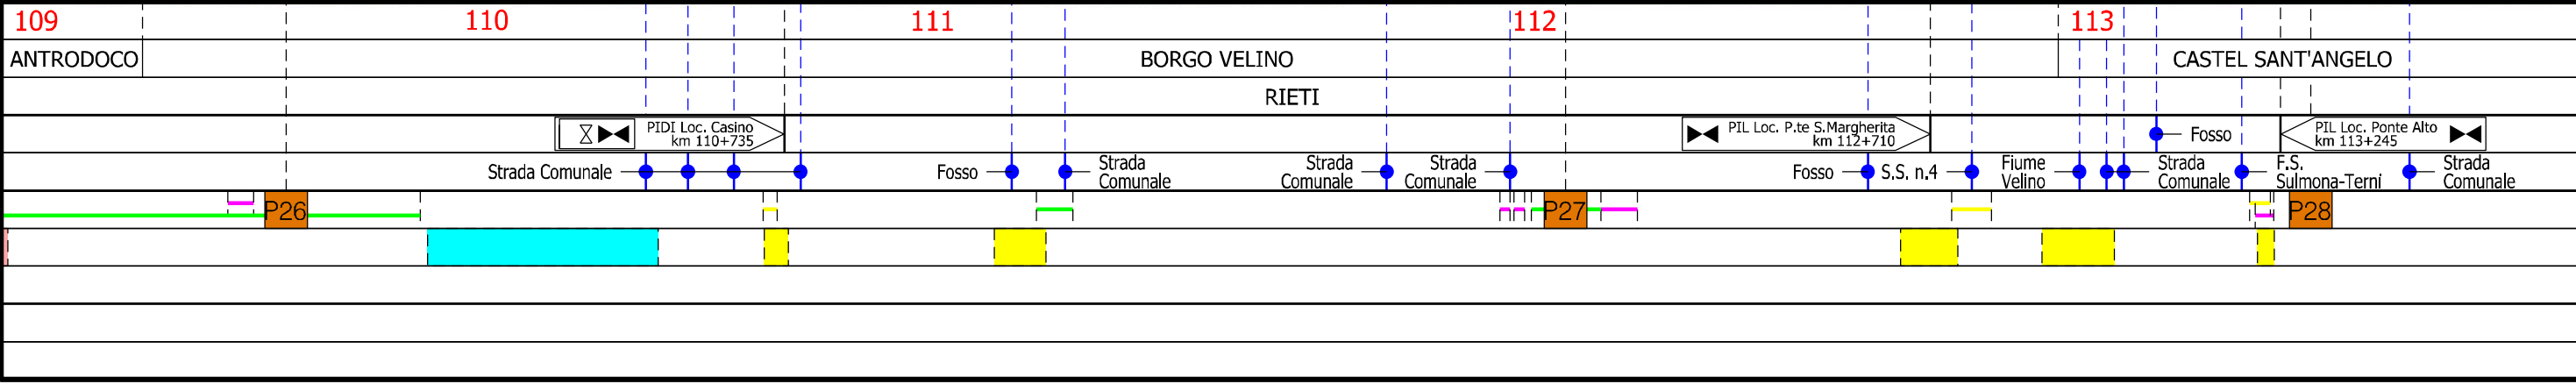 109 110 111 112 113
ANTRODOCO BORGO VELINO CASTEL SANT'ANGELO
RIETI
PIDI Loc. Casino
km 110+735
PIL Loc. P.te S.Margherita
km 112+710
Fosso
PIL Loc. Ponte Alto
km 113+245
Strada Comunale
Fosso
Strada
Comunale
Strada
Comunale
Strada
Comunale
Fosso
S.S. n.4
Fiume
Velino
Strada
Comunale
F.S.
Sulmona-Terni
Strada
Comunale
P26 P27 P28